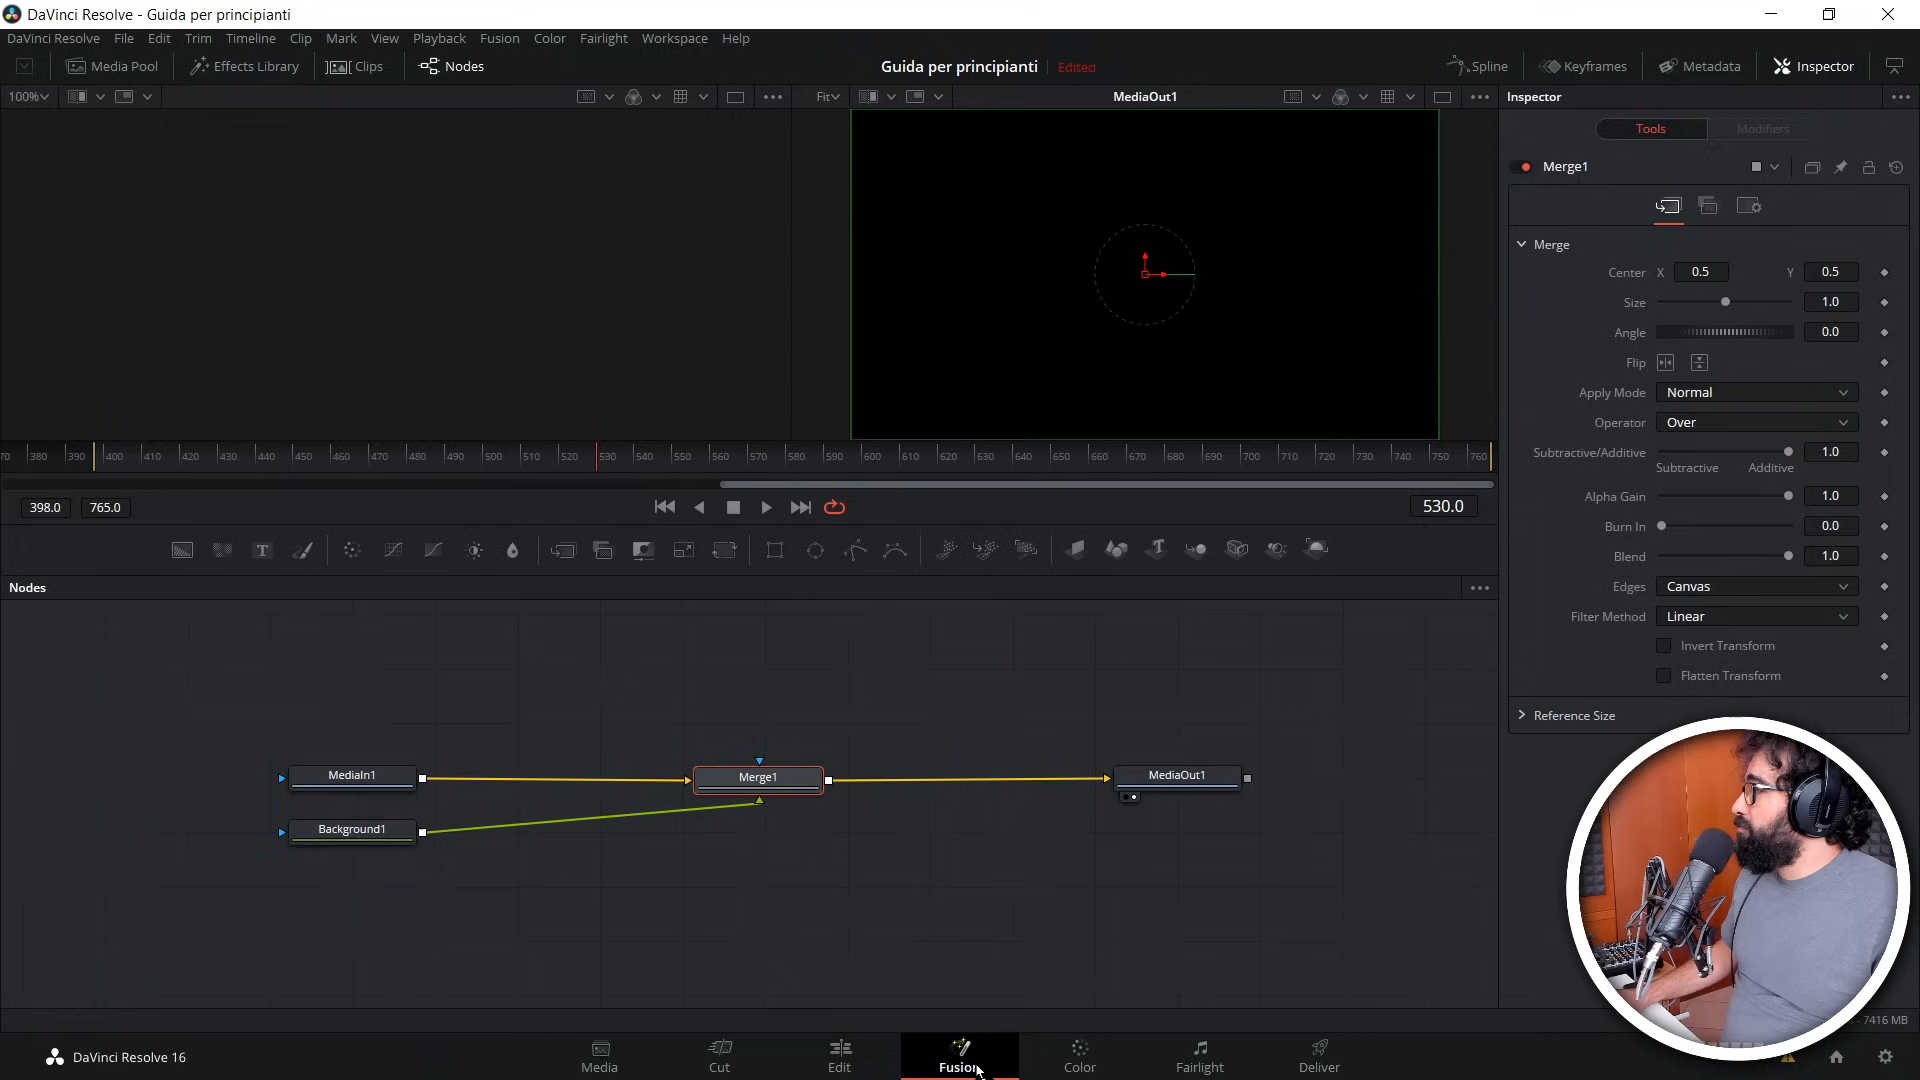 DaVinci Resolve - Guida per principianti
DaVinci Resolve File Edit Trim Timeline Clip Mark View Playback Fusion Color Fairlight Workspace Help
Media Pool Effects Library Clips Nodes Guida per principianti Edited Spline Keyframes Metadata Inspector
100% Fit MediaOut1 Inspector
Tools Modifiers
Merge1
Merge
Center X 0.5 Y 0.5
Size 1.0
Angle 0.0
Flip
Apply Mode Normal
Operator Over
Subtractive/Additive 1.0
Subtractive Additive
Alpha Gain 1.0
Burn In 0.0
Blend 1.0
Edges Canvas
Filter Method Linear
Invert Transform
Flatten Transform
Reference Size
70 380 390 400 410 420 430 440 450 460 470 480 490 500 510 520 530 540 550 560 570 580 590 600 610 620 630 640 650 660 670 680 690 700 710 720 730 740 750 760
398.0 765.0 530.0
T T
Nodes
MediaIn1 Merge1 MediaOut1
Background1
- 7416 MB
DaVinci Resolve 16 Media Cut Edit Fusion Color Fairlight Deliver